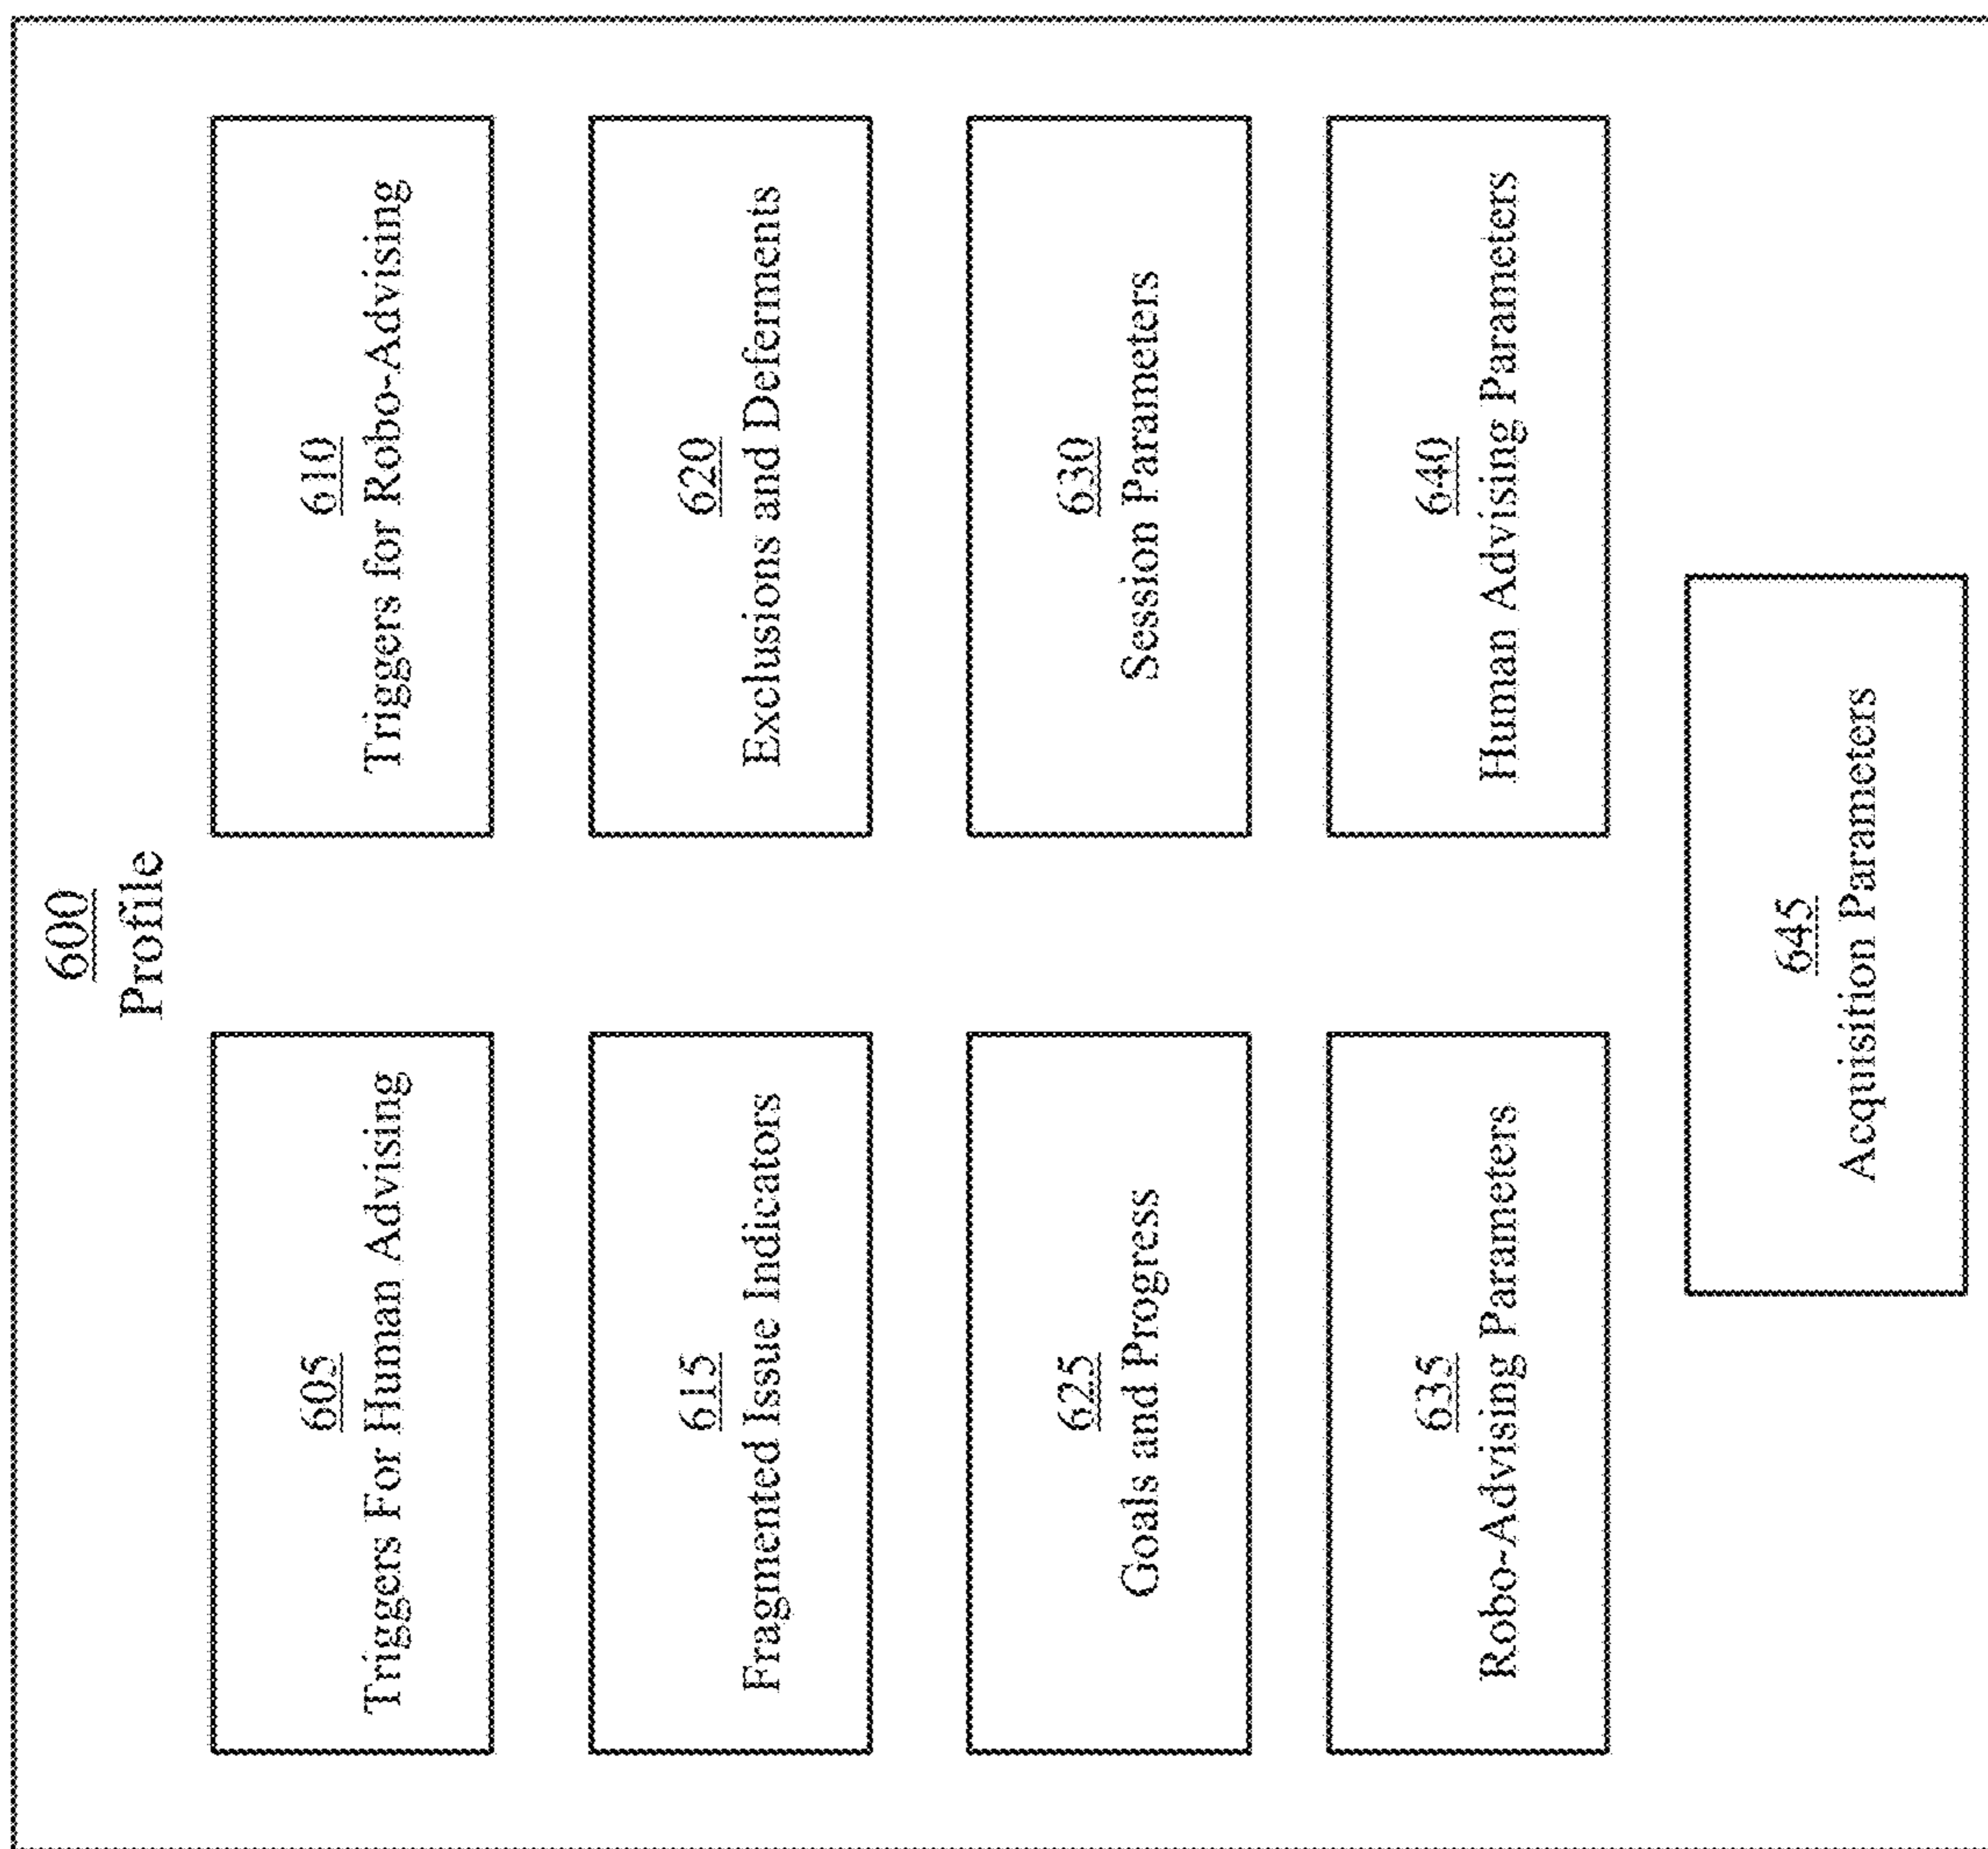 600
Profile
605
Triggers For Human Advising
610
Triggers for Robo-Advising
615
Fragmented Issue Indicators
620
Exclusions and Deferments
625
Goals and Progress
630
Session Parameters
635
Robo-Advising Parameters
640
Human Advising Parameters
645
Acquisition Parameters